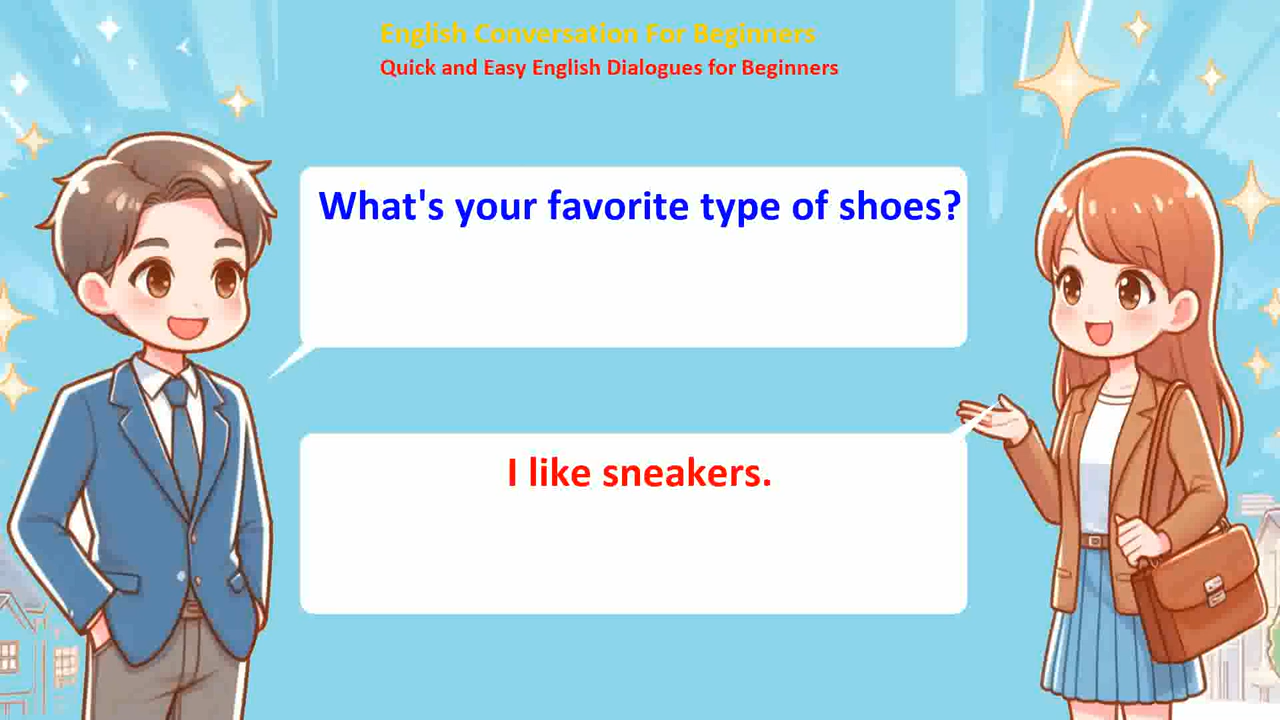 English Conversation For Beginners
Quick and Easy English Dialogues for Beginners
What's your favorite type of shoes?
I like sneakers.